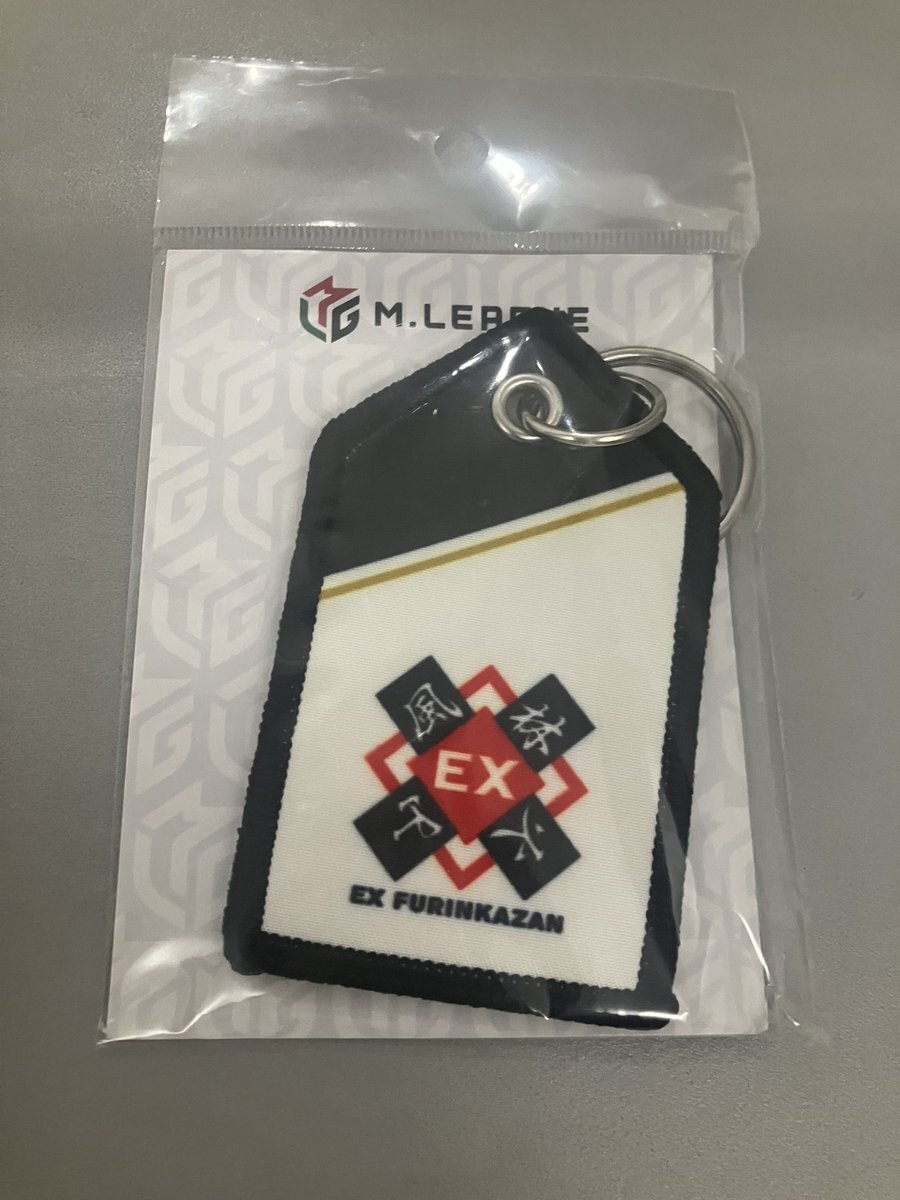 M.LEAGUE
風 林
EX
山 火
EX FURINKAZAN